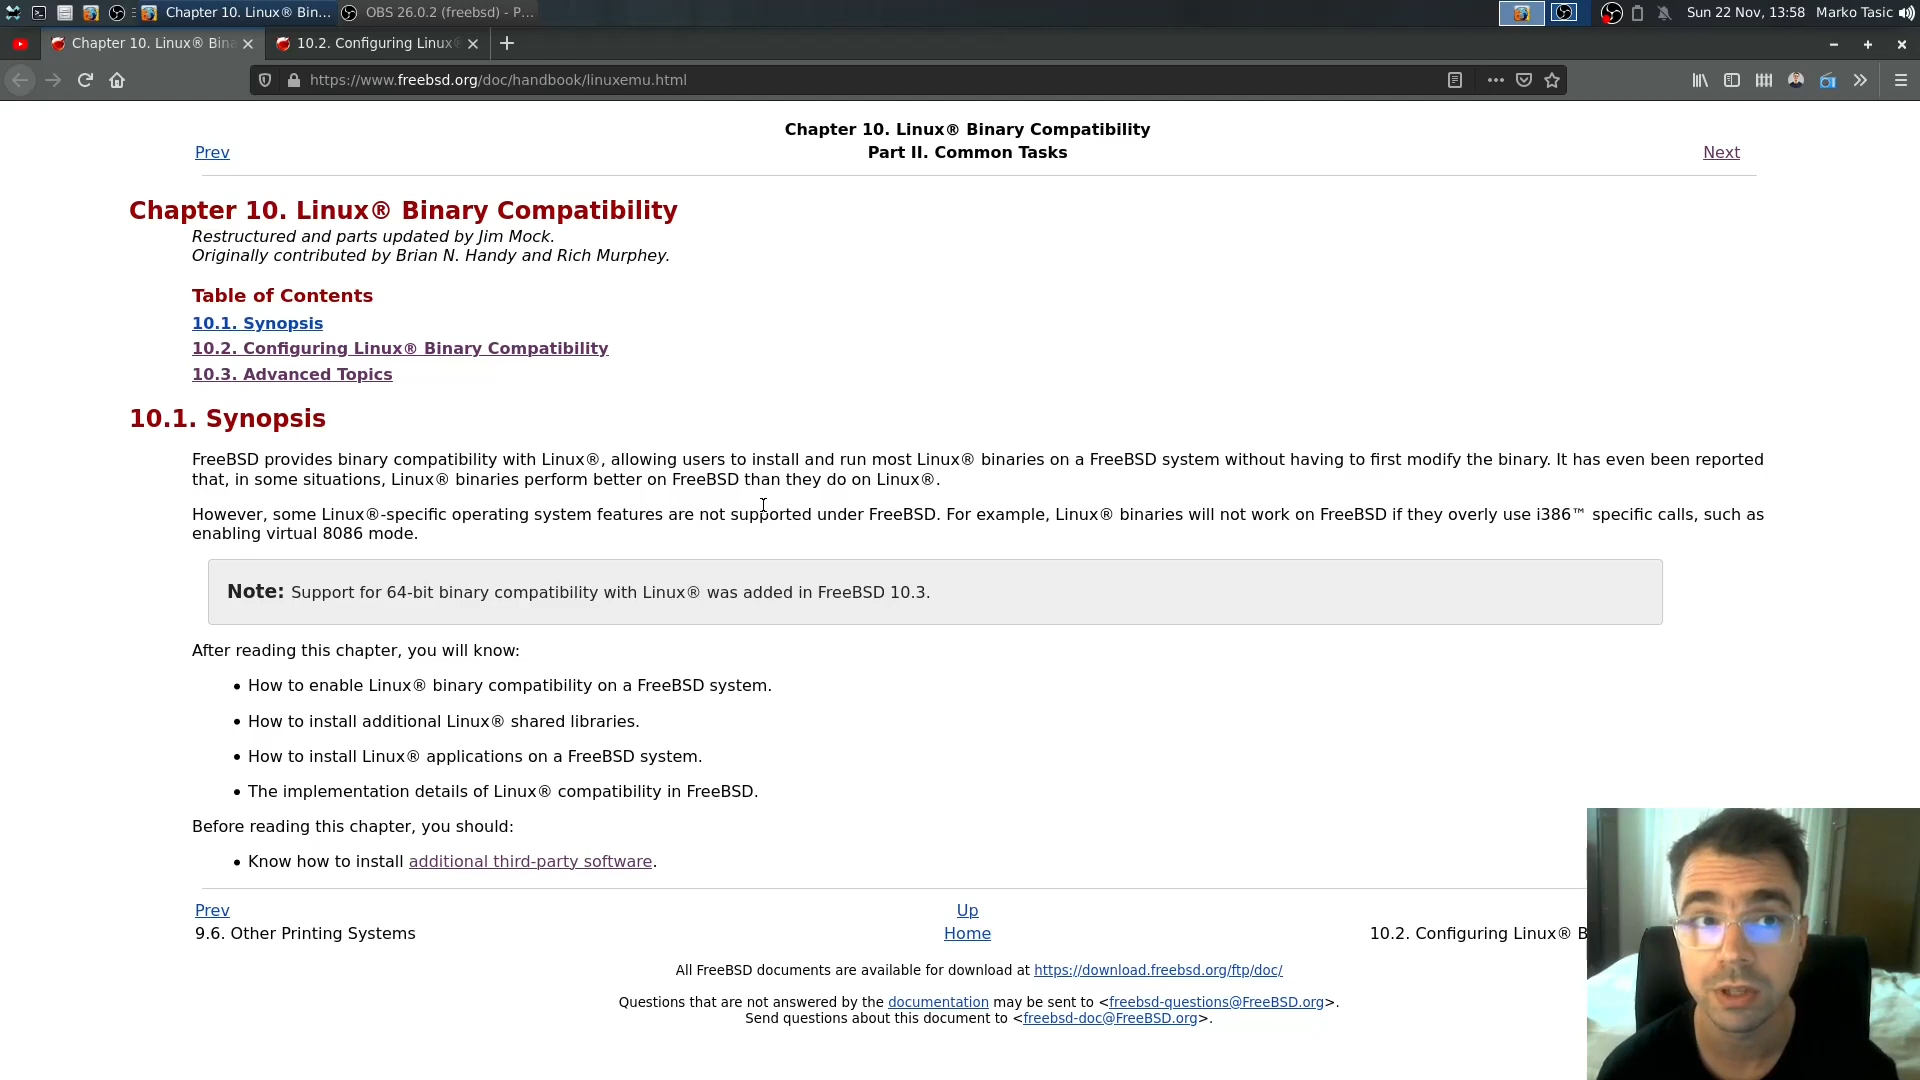 Chapter 10. Linux® Bin...
OBS 26.0.2 (freebsd) - P...
Sun 22 Nov, 13:58
Marko Tasic
Chapter 10. Linux® Bina
10.2. Configuring Linux®
https://www.freebsd.org/doc/handbook/linuxemu.html
Chapter 10. Linux® Binary Compatibility
Prev
Part II. Common Tasks
Next
Chapter 10. Linux® Binary Compatibility
Restructured and parts updated by Jim Mock.
Originally contributed by Brian N. Handy and Rich Murphey.
Table of Contents
10.1. Synopsis
10.2. Configuring Linux® Binary Compatibility
10.3. Advanced Topics
10.1. Synopsis
FreeBSD provides binary compatibility with Linux®, allowing users to install and run most Linux® binaries on a FreeBSD system without having to first modify the binary. It has even been reported
that, in some situations, Linux® binaries perform better on FreeBSD than they do on Linux®.
However, some Linux®-specific operating system features are not supported under FreeBSD. For example, Linux® binaries will not work on FreeBSD if they overly use i386™ specific calls, such as
enabling virtual 8086 mode.
Note: Support for 64-bit binary compatibility with Linux® was added in FreeBSD 10.3.
After reading this chapter, you will know:
• How to enable Linux® binary compatibility on a FreeBSD system.
• How to install additional Linux® shared libraries.
• How to install Linux® applications on a FreeBSD system.
• The implementation details of Linux® compatibility in FreeBSD.
Before reading this chapter, you should:
• Know how to install additional third-party software.
Prev
Up
9.6. Other Printing Systems
Home
10.2. Configuring Linux® B
All FreeBSD documents are available for download at https://download.freebsd.org/ftp/doc/
Questions that are not answered by the documentation may be sent to <freebsd-questions@FreeBSD.org>.
Send questions about this document to <freebsd-doc@FreeBSD.org>.